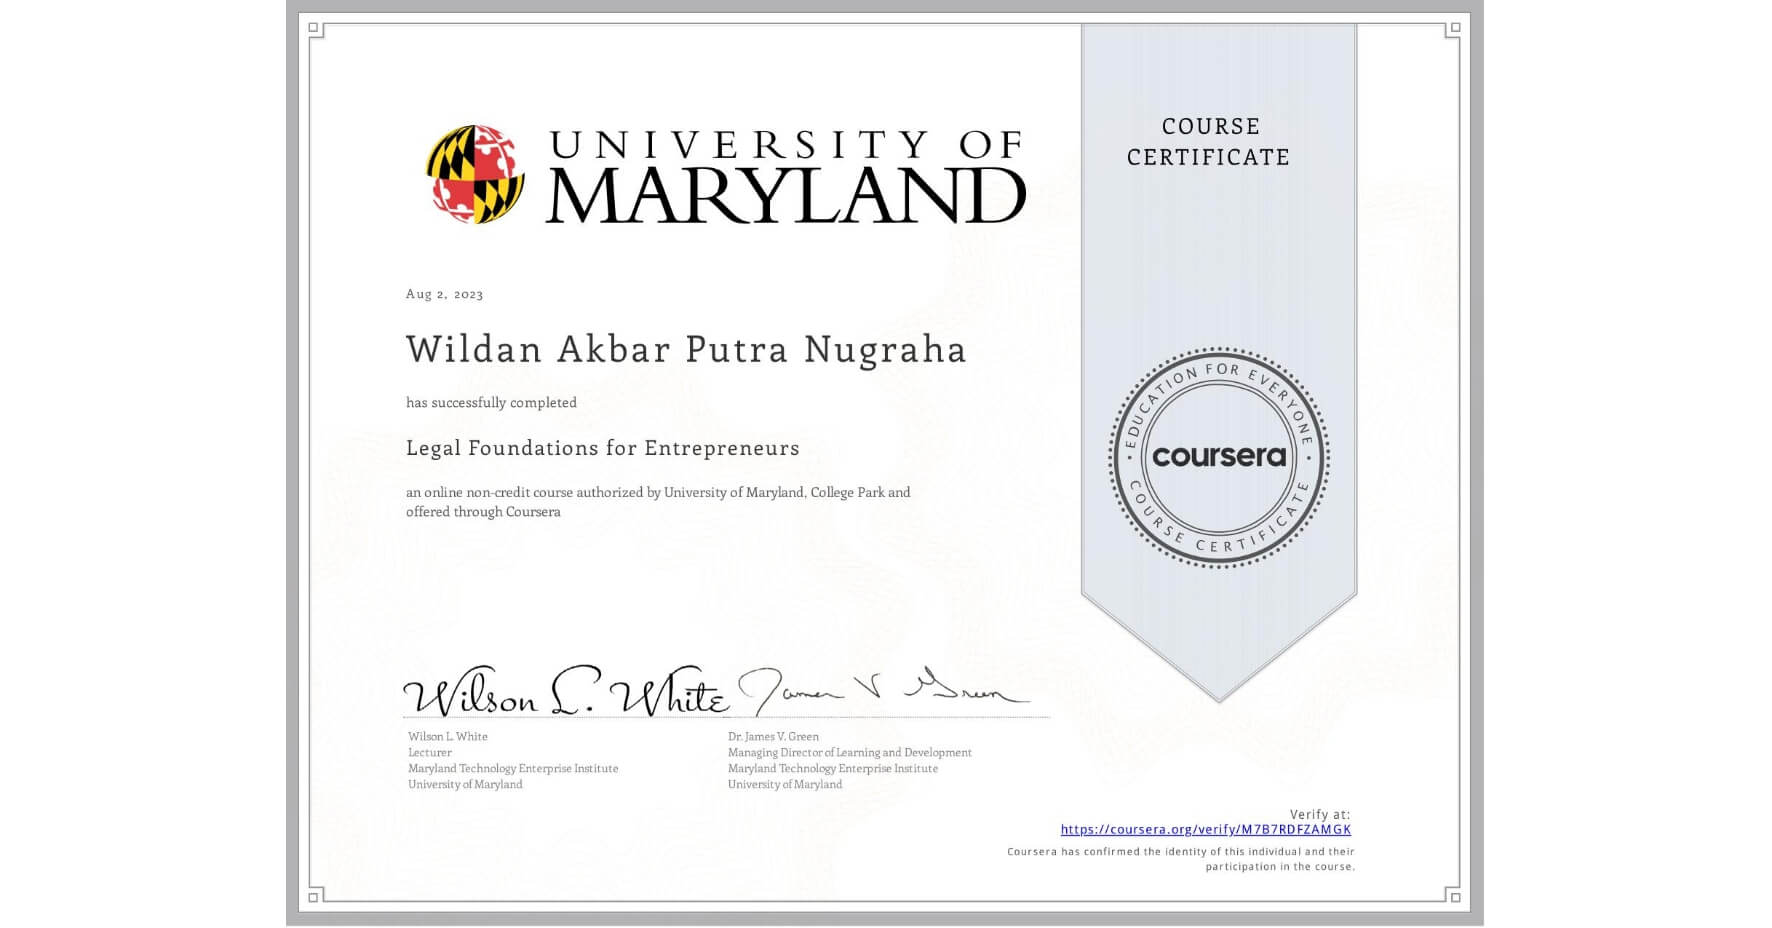 UNIVERSITY OF
MARYLAND
COURSE
CERTIFICATE
Aug 2, 2023
Wildan Akbar Putra Nugraha
has successfully completed
Legal Foundations for Entrepreneurs
an online non-credit course authorized by University of Maryland, College Park and
offered through Coursera
EDUCATION FOR EVERYONE
coursera
COURSE CERTIFICATE
Wilson L. White
James V Green
Wilson L. White
Lecturer
Maryland Technology Enterprise Institute
University of Maryland
Dr. James V. Green
Managing Director of Learning and Development
Maryland Technology Enterprise Institute
University of Maryland
Verify at:
https://coursera.org/verify/M7B7RDFZAMGK
Coursera has confirmed the identity of this individual and their
participation in the course.